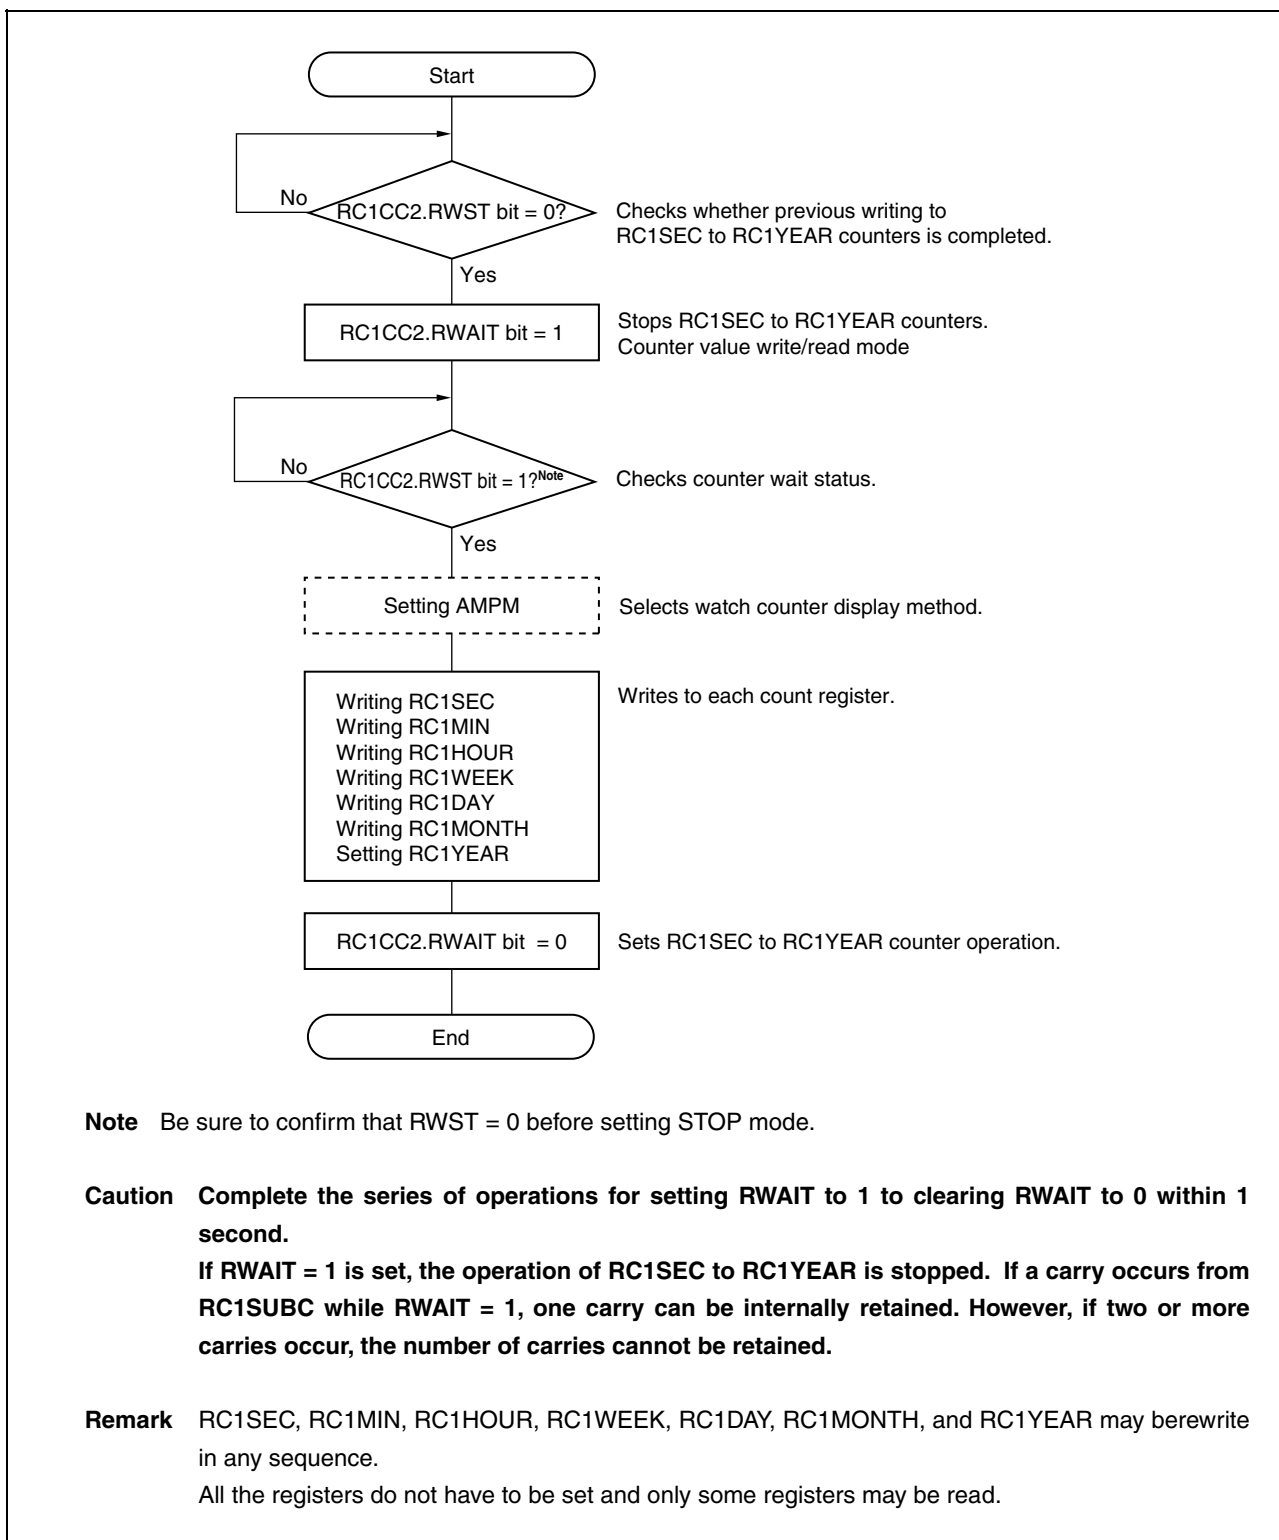 Start
No
RC1CC2.RWST bit = 0?
Checks whether previous writing to
RC1SEC to RC1YEAR counters is completed.
Yes
RC1CC2.RWAIT bit = 1
Stops RC1SEC to RC1YEAR counters.
Counter value write/read mode
No
RC1CC2.RWST bit = 1?Note
Checks counter wait status.
Yes
Setting AMPM
Selects watch counter display method.
Writing RC1SEC
Writing RC1MIN
Writing RC1HOUR
Writing RC1WEEK
Writing RC1DAY
Writing RC1MONTH
Setting RC1YEAR
Writes to each count register.
RC1CC2.RWAIT bit = 0
Sets RC1SEC to RC1YEAR counter operation.
End
Note Be sure to confirm that RWST = 0 before setting STOP mode.
Caution Complete the series of operations for setting RWAIT to 1 to clearing RWAIT to 0 within 1
second.
If RWAIT = 1 is set, the operation of RC1SEC to RC1YEAR is stopped. If a carry occurs from
RC1SUBC while RWAIT = 1, one carry can be internally retained. However, if two or more
carries occur, the number of carries cannot be retained.
Remark RC1SEC, RC1MIN, RC1HOUR, RC1WEEK, RC1DAY, RC1MONTH, and RC1YEAR may berewrite
in any sequence.
All the registers do not have to be set and only some registers may be read.